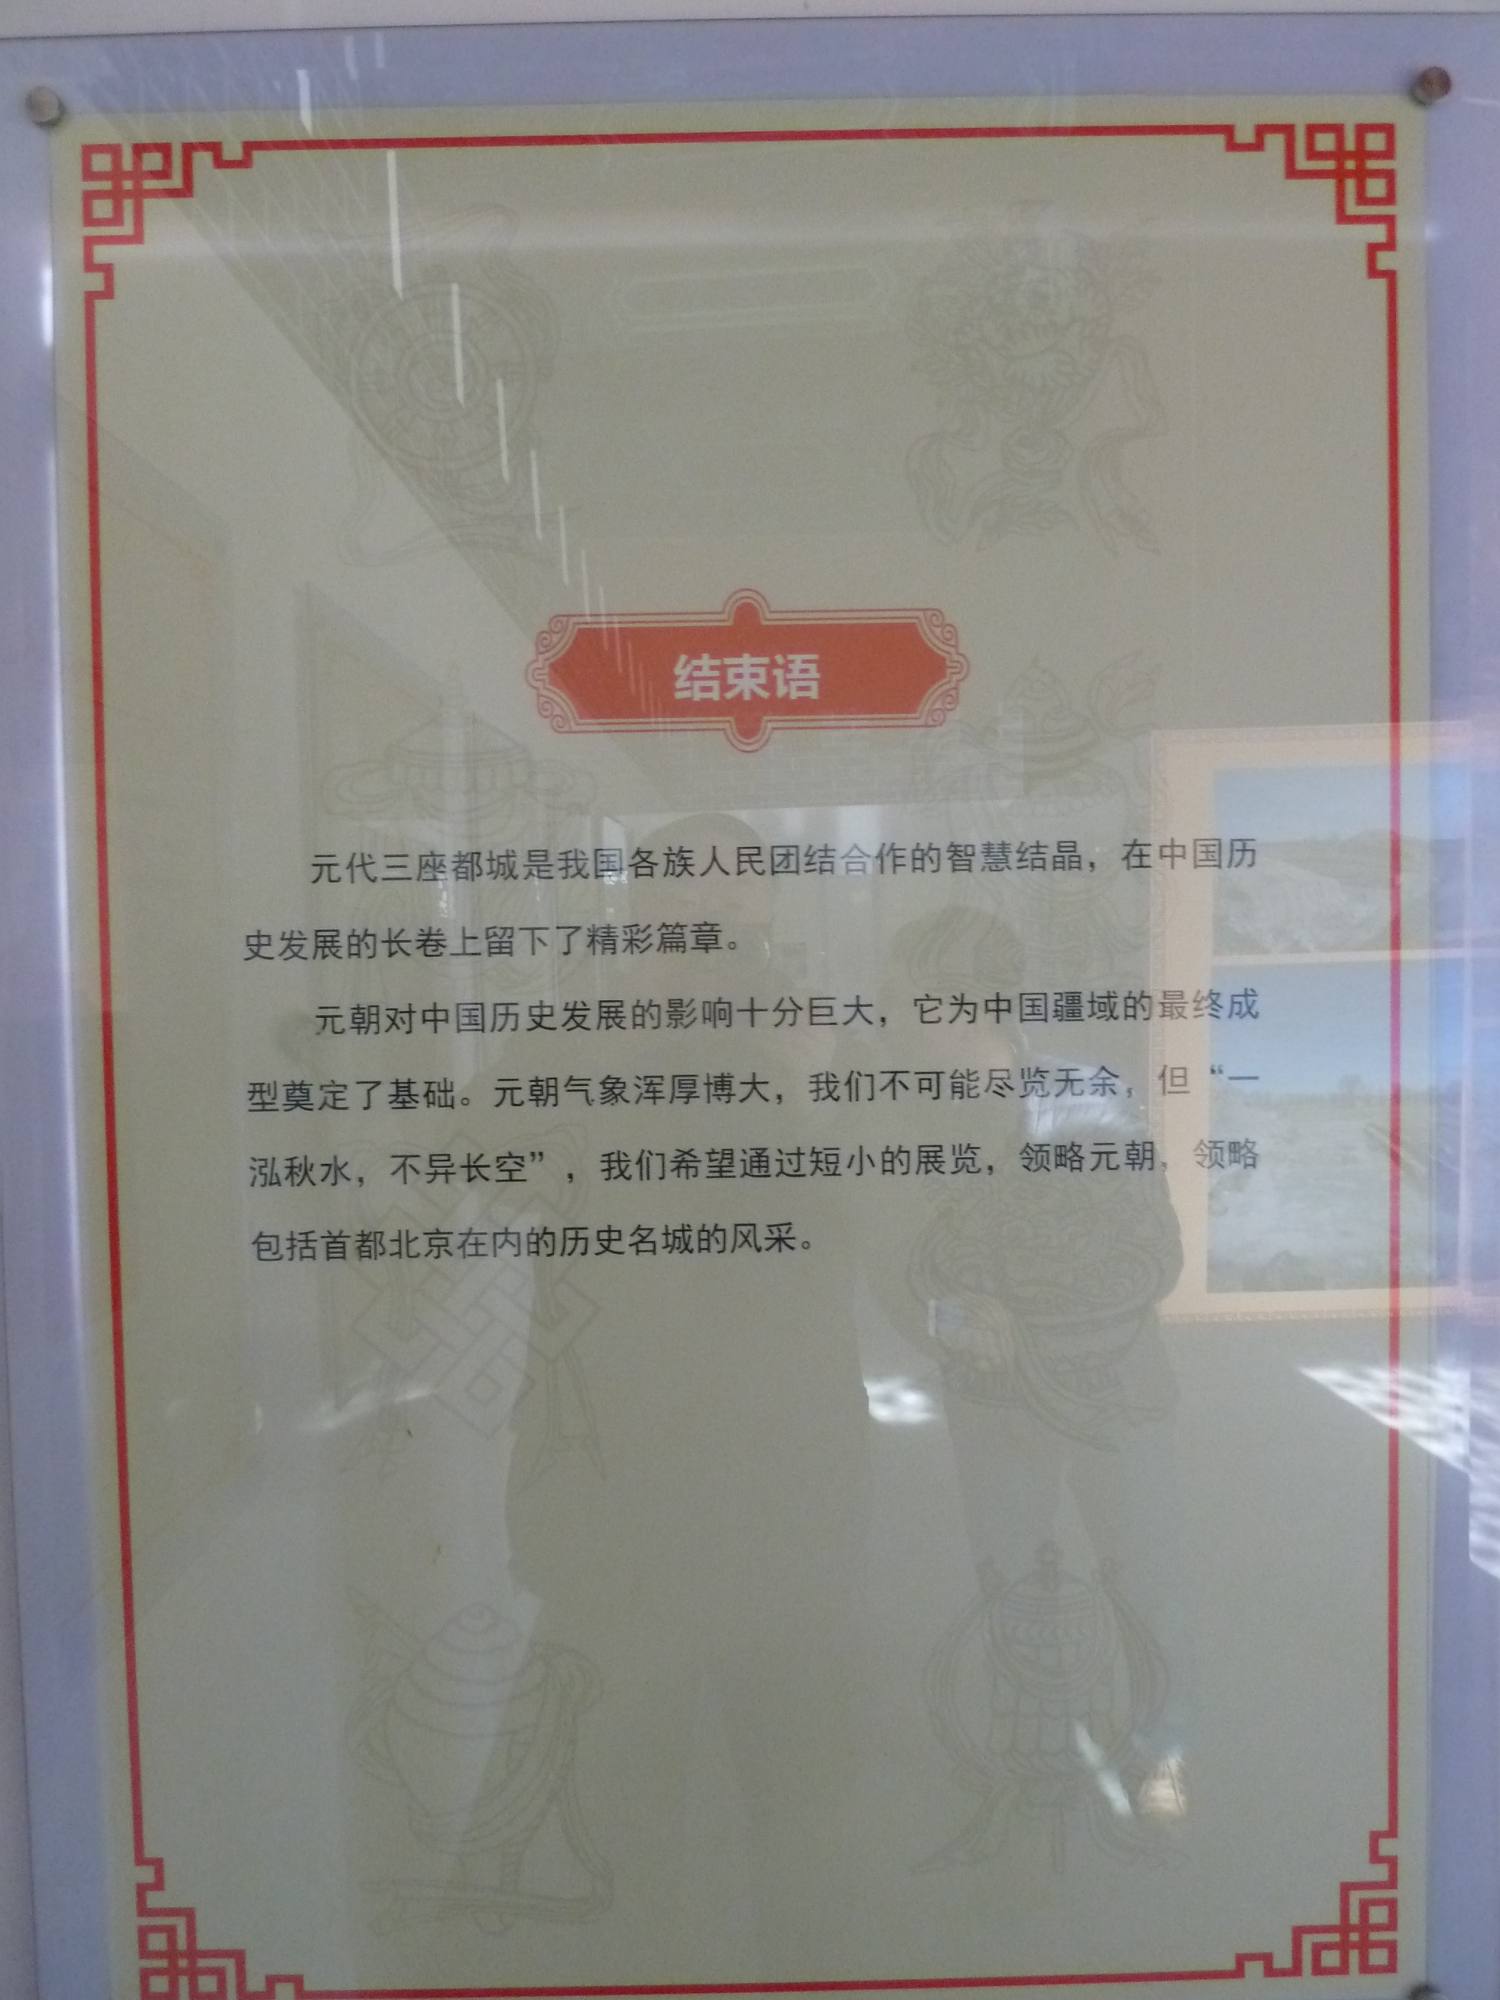 结束语
元代三座都城是我国各族人民团结合作的智慧结晶，在中国历
史发展的长卷上留下了精彩篇章。
元朝对中国历史发展的影响十分巨大，它为中国疆域的最终成
型奠定了基础。元朝气象浑厚博大，我们不可能尽览无余，但“一
泓秋水，不异长空”，我们希望通过短小的展览，领略元朝，领略
包括首都北京在内的历史名城的风采。